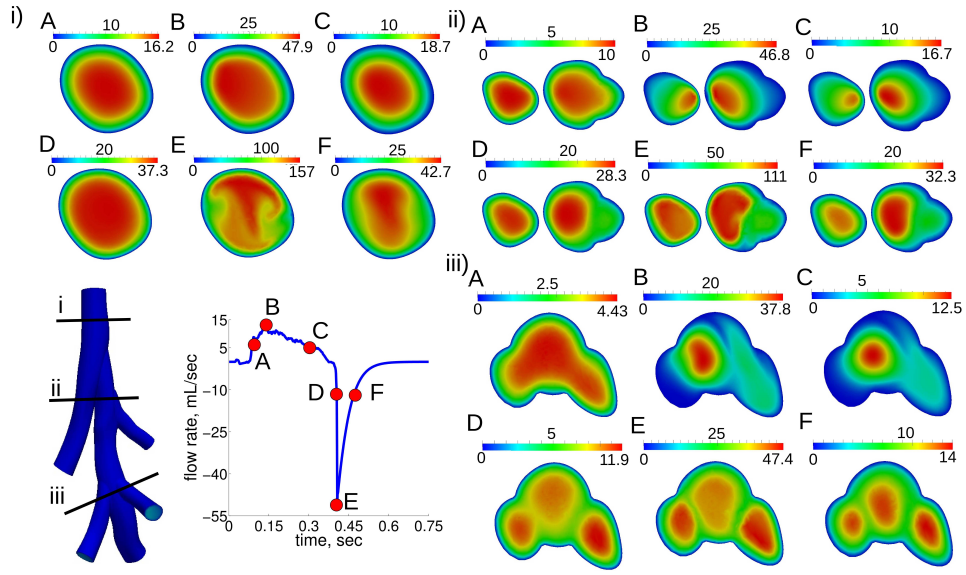 i)
A
10
0
16.2
B
25
0
47.9
C
10
0
18.7
D
20
0
37.3
E
100
0
157
F
25
0
42.7
ii)
A
5
0
10
B
25
0
46.8
C
10
0
16.7
D
20
0
28.3
E
50
0
111
F
20
0
32.3
i
ii
iii
flow rate, mL/sec
15
5
−10
−25
−40
−55
A
B
C
D
E
F
0
0.15
0.3
0.45
0.6
0.75
time, sec
iii)
A
2.5
0
4.43
B
20
0
37.8
C
5
0
12.5
D
5
0
11.9
E
25
0
47.4
F
10
0
14